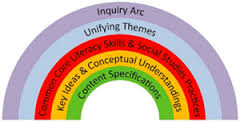 Inquiry Arc
Unifying Themes
Common Core Literacy Skills & Social Studies Practices
Key Ideas & Conceptual Understandings
Content Specifications